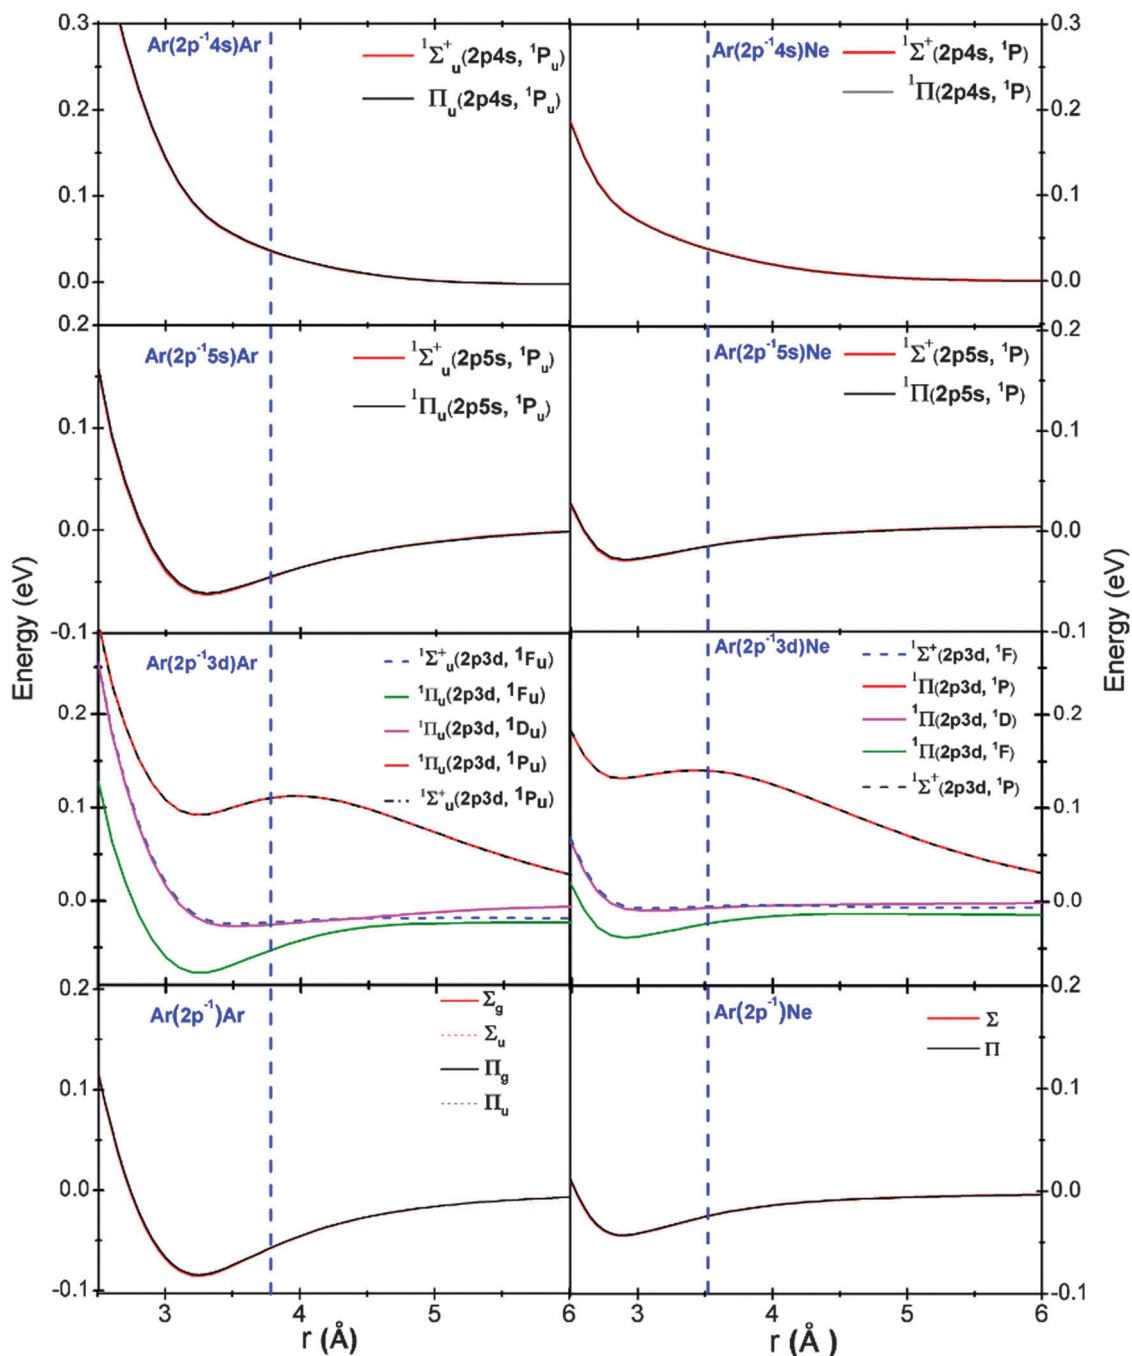 0.3
Ar(2p⁻¹4s)Ar
¹Σ⁺ᵤ(2p4s, ¹Pᵤ)
Πᵤ(2p4s, ¹Pᵤ)
0.2
0.1
0.0
Ar(2p⁻¹4s)Ne
¹Σ⁺(2p4s, ¹P)
¹Π(2p4s, ¹P)
0.3
0.2
0.1
0.0
0.2
Ar(2p⁻¹5s)Ar
¹Σ⁺ᵤ(2p5s, ¹Pᵤ)
¹Πᵤ(2p5s, ¹Pᵤ)
0.1
0.0
-0.1
Ar(2p⁻¹5s)Ne
¹Σ⁺(2p5s, ¹P)
¹Π(2p5s, ¹P)
0.2
0.1
0.0
-0.1
Energy (eV)
Energy (eV)
Ar(2p⁻¹3d)Ar
¹Σ⁺ᵤ(2p3d, ¹Fᵤ)
¹Πᵤ(2p3d, ¹Fᵤ)
¹Πᵤ(2p3d, ¹Dᵤ)
¹Πᵤ(2p3d, ¹Pᵤ)
¹Σ⁺ᵤ(2p3d, ¹Pᵤ)
0.2
0.1
0.0
Ar(2p⁻¹3d)Ne
¹Σ⁺(2p3d, ¹F)
¹Π(2p3d, ¹P)
¹Π(2p3d, ¹D)
¹Π(2p3d, ¹F)
¹Σ⁺(2p3d, ¹P)
0.2
0.1
0.0
0.2
Ar(2p⁻¹)Ar
Σg
Σᵤ
Πg
Πᵤ
0.1
0.0
-0.1
Ar(2p⁻¹)Ne
Σ
Π
0.2
0.1
0.0
-0.1
3 4 5 6
3 4 5 6
r (Å)
r (Å)